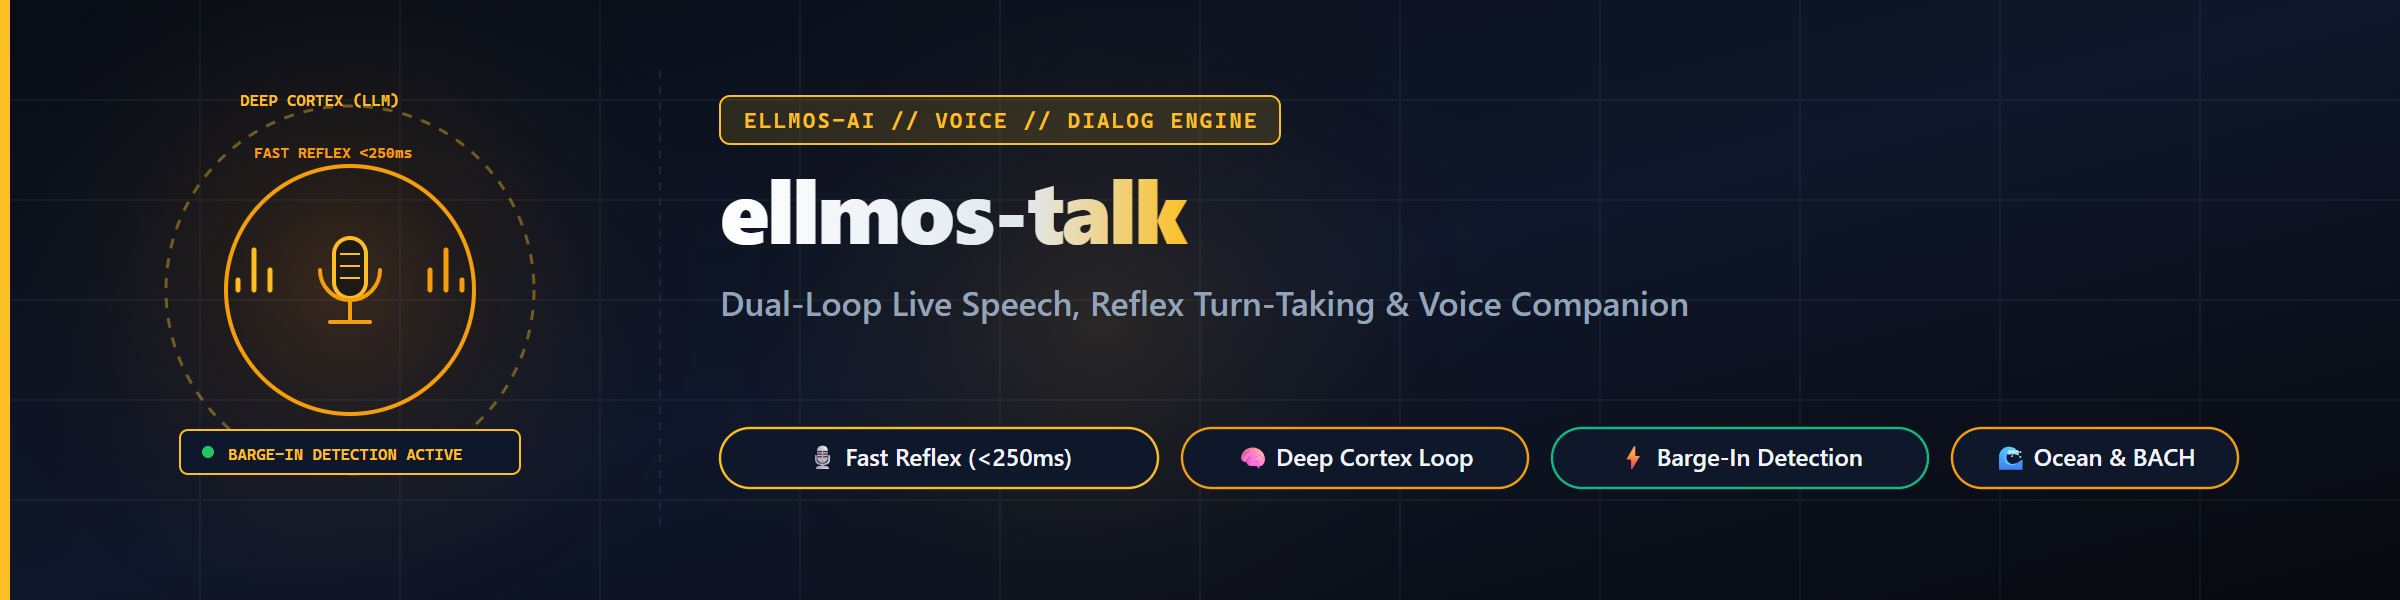 DEEP CORTEX (LLM)
FAST REFLEX <250ms
BARGE-IN DETECTION ACTIVE
ELLMOS-AI // VOICE // DIALOG ENGINE
ellmos-talk
Dual-Loop Live Speech, Reflex Turn-Taking & Voice Companion
Fast Reflex (<250ms)
Deep Cortex Loop
Barge-In Detection
Ocean & BACH